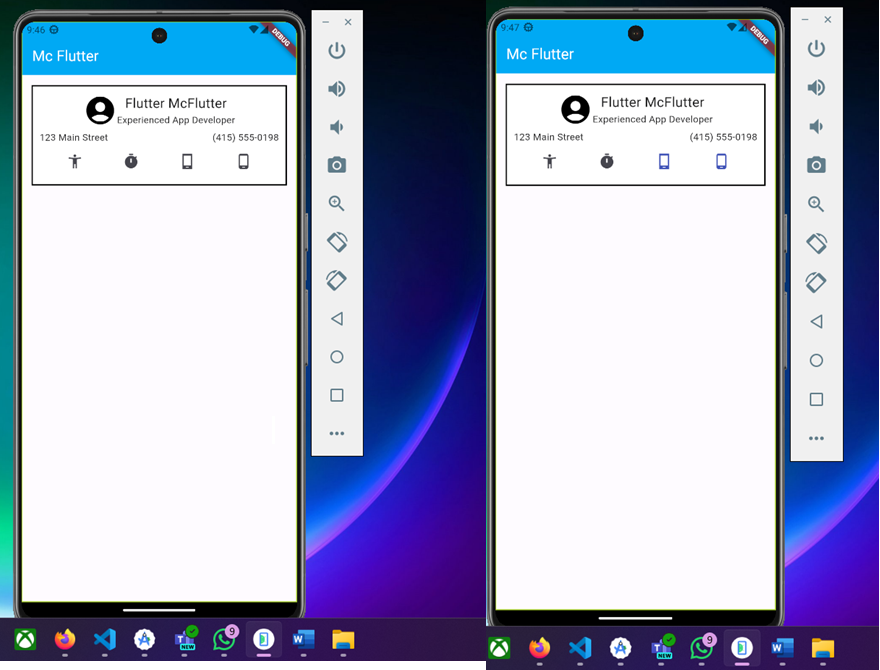 9:46
DEBUG
Mc Flutter
Flutter McFlutter
Experienced App Developer
123 Main Street (415) 555-0198
9
NEW
W
9:47
DEBUG
Mc Flutter
Flutter McFlutter
Experienced App Developer
123 Main Street (415) 555-0198
9
NEW
W